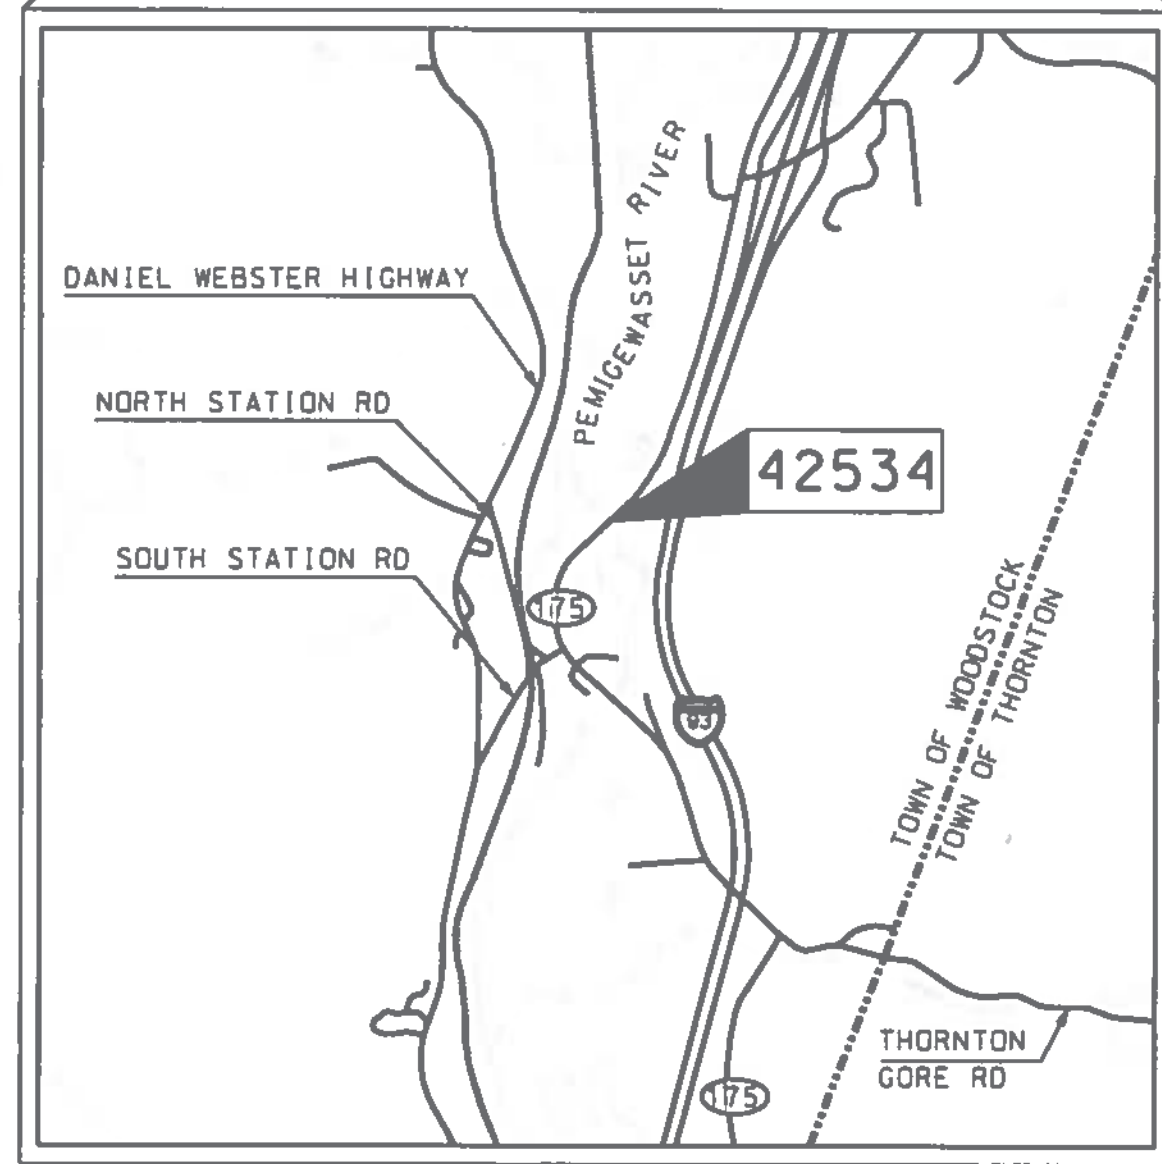 PEMIGEWASSET RIVER
DANIEL WEBSTER HIGHWAY
NORTH STATION RD
42534
SOUTH STATION RD
175
TOWN OF WOODSTOCK
TOWN OF THORNTON
93
THORNTON
GORE RD
175